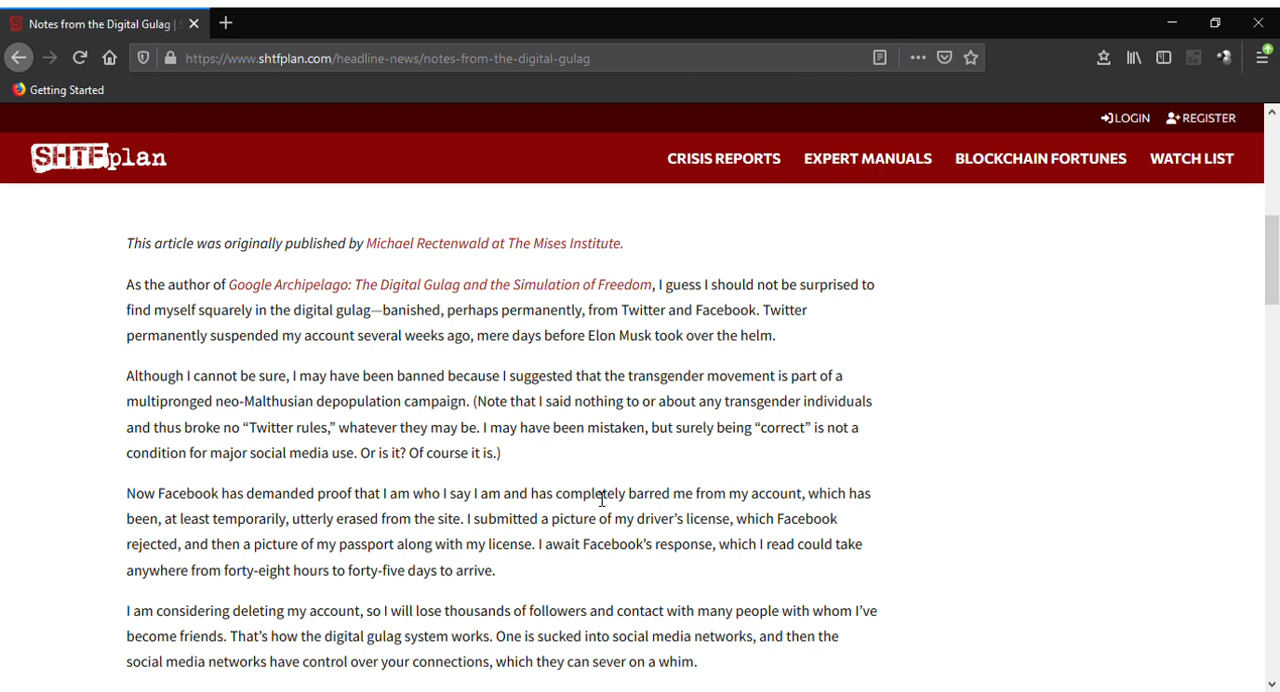 Notes from the Digital Gulag |
https://www.shtfplan.com/headline-news/notes-from-the-digital-gulag
Getting Started
LOGIN REGISTER
SHTFplan
CRISIS REPORTS EXPERT MANUALS BLOCKCHAIN FORTUNES WATCH LIST
This article was originally published by Michael Rectenwald at The Mises Institute.
As the author of Google Archipelago: The Digital Gulag and the Simulation of Freedom, I guess I should not be surprised to
find myself squarely in the digital gulag—banished, perhaps permanently, from Twitter and Facebook. Twitter
permanently suspended my account several weeks ago, mere days before Elon Musk took over the helm.
Although I cannot be sure, I may have been banned because I suggested that the transgender movement is part of a
multipronged neo-Malthusian depopulation campaign. (Note that I said nothing to or about any transgender individuals
and thus broke no “Twitter rules,” whatever they may be. I may have been mistaken, but surely being “correct” is not a
condition for major social media use. Or is it? Of course it is.)
Now Facebook has demanded proof that I am who I say I am and has completely barred me from my account, which has
been, at least temporarily, utterly erased from the site. I submitted a picture of my driver’s license, which Facebook
rejected, and then a picture of my passport along with my license. I await Facebook’s response, which I read could take
anywhere from forty-eight hours to forty-five days to arrive.
I am considering deleting my account, so I will lose thousands of followers and contact with many people with whom I’ve
become friends. That’s how the digital gulag system works. One is sucked into social media networks, and then the
social media networks have control over your connections, which they can sever on a whim.